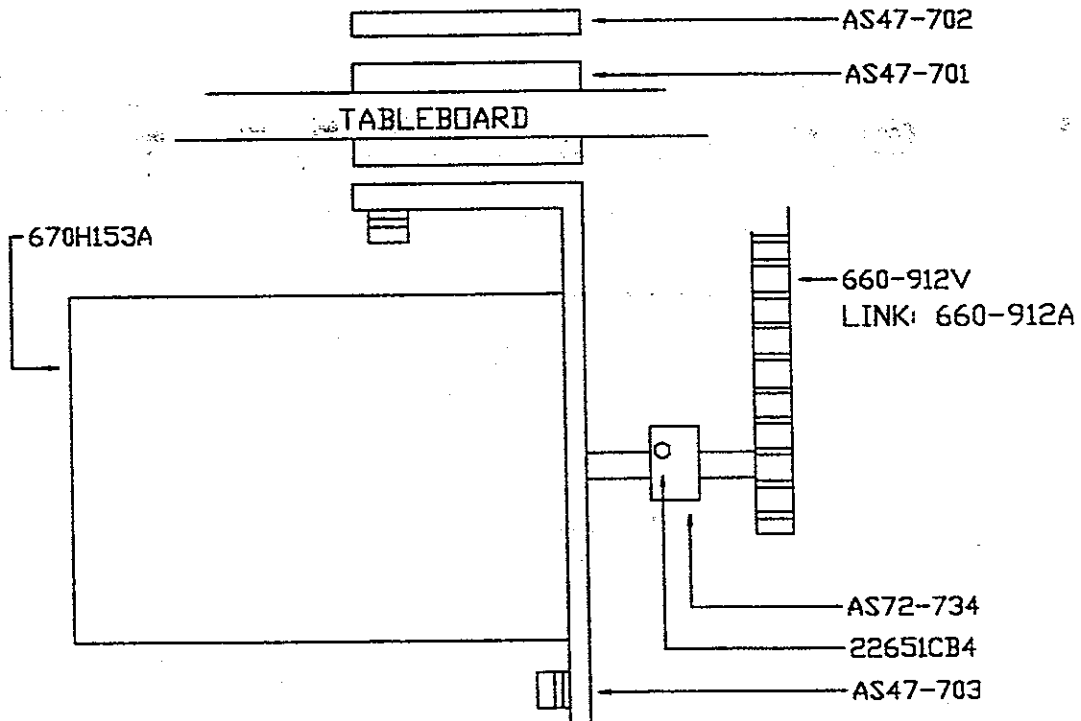 AS47-702
AS47-701
TABLEBOARD
670H153A
660-912V
LINK: 660-912A
AS72-734
22651CB4
AS47-703